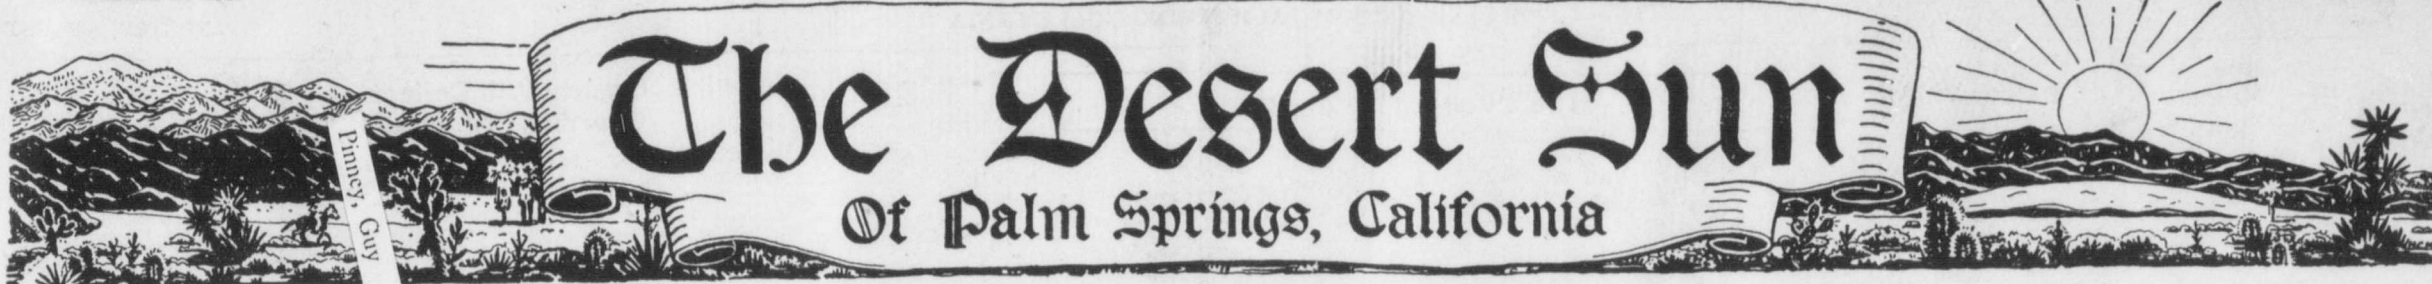 The Desert Sun
Of Palm Springs, California
Pinney Guy